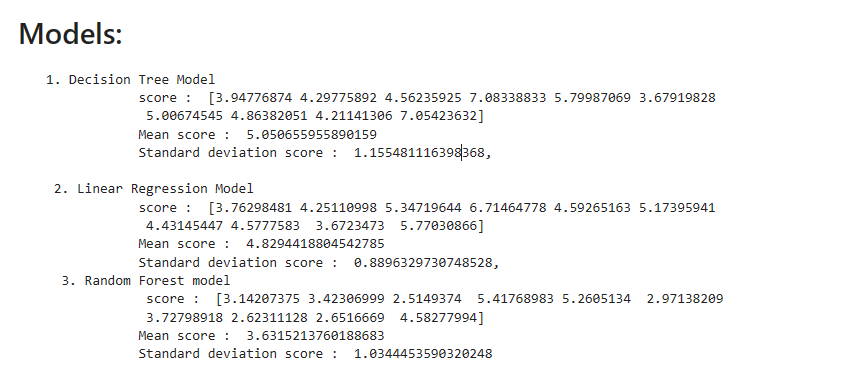 Models:
1. Decision Tree Model
score : [3.94776874 4.29775892 4.56235925 7.08338833 5.79987069 3.67919828
5.00674545 4.86382051 4.21141306 7.05423632]
Mean score : 5.050655955890159
Standard deviation score : 1.155481116398368,
2. Linear Regression Model
score : [3.76298481 4.25110998 5.34719644 6.71464778 4.59265163 5.17395941
4.43145447 4.5777583 3.6723473 5.77030866]
Mean score : 4.8294418804542785
Standard deviation score : 0.8896329730748528,
3. Random Forest model
score : [3.14207375 3.42306999 2.5149374 5.41768983 5.2605134 2.97138209
3.72798918 2.62311128 2.6516669 4.58277994]
Mean score : 3.6315213760188683
Standard deviation score : 1.0344453590320248